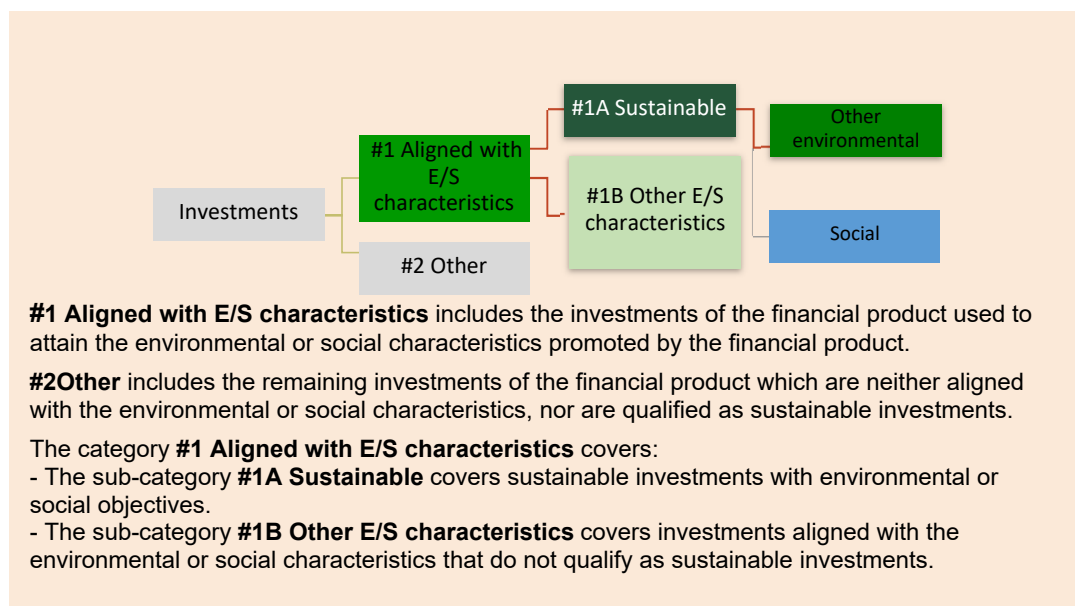 #1A Sustainable
Other
environmental
#1 Aligned with
E/S
characteristics
#1B Other E/S
characteristics
Investments
Social
#2 Other
#1 Aligned with E/S characteristics includes the investments of the financial product used to
attain the environmental or social characteristics promoted by the financial product.
#2Other includes the remaining investments of the financial product which are neither aligned
with the environmental or social characteristics, nor are qualified as sustainable investments.
The category #1 Aligned with E/S characteristics covers:
- The sub-category #1A Sustainable covers sustainable investments with environmental or
social objectives.
- The sub-category #1B Other E/S characteristics covers investments aligned with the
environmental or social characteristics that do not qualify as sustainable investments.